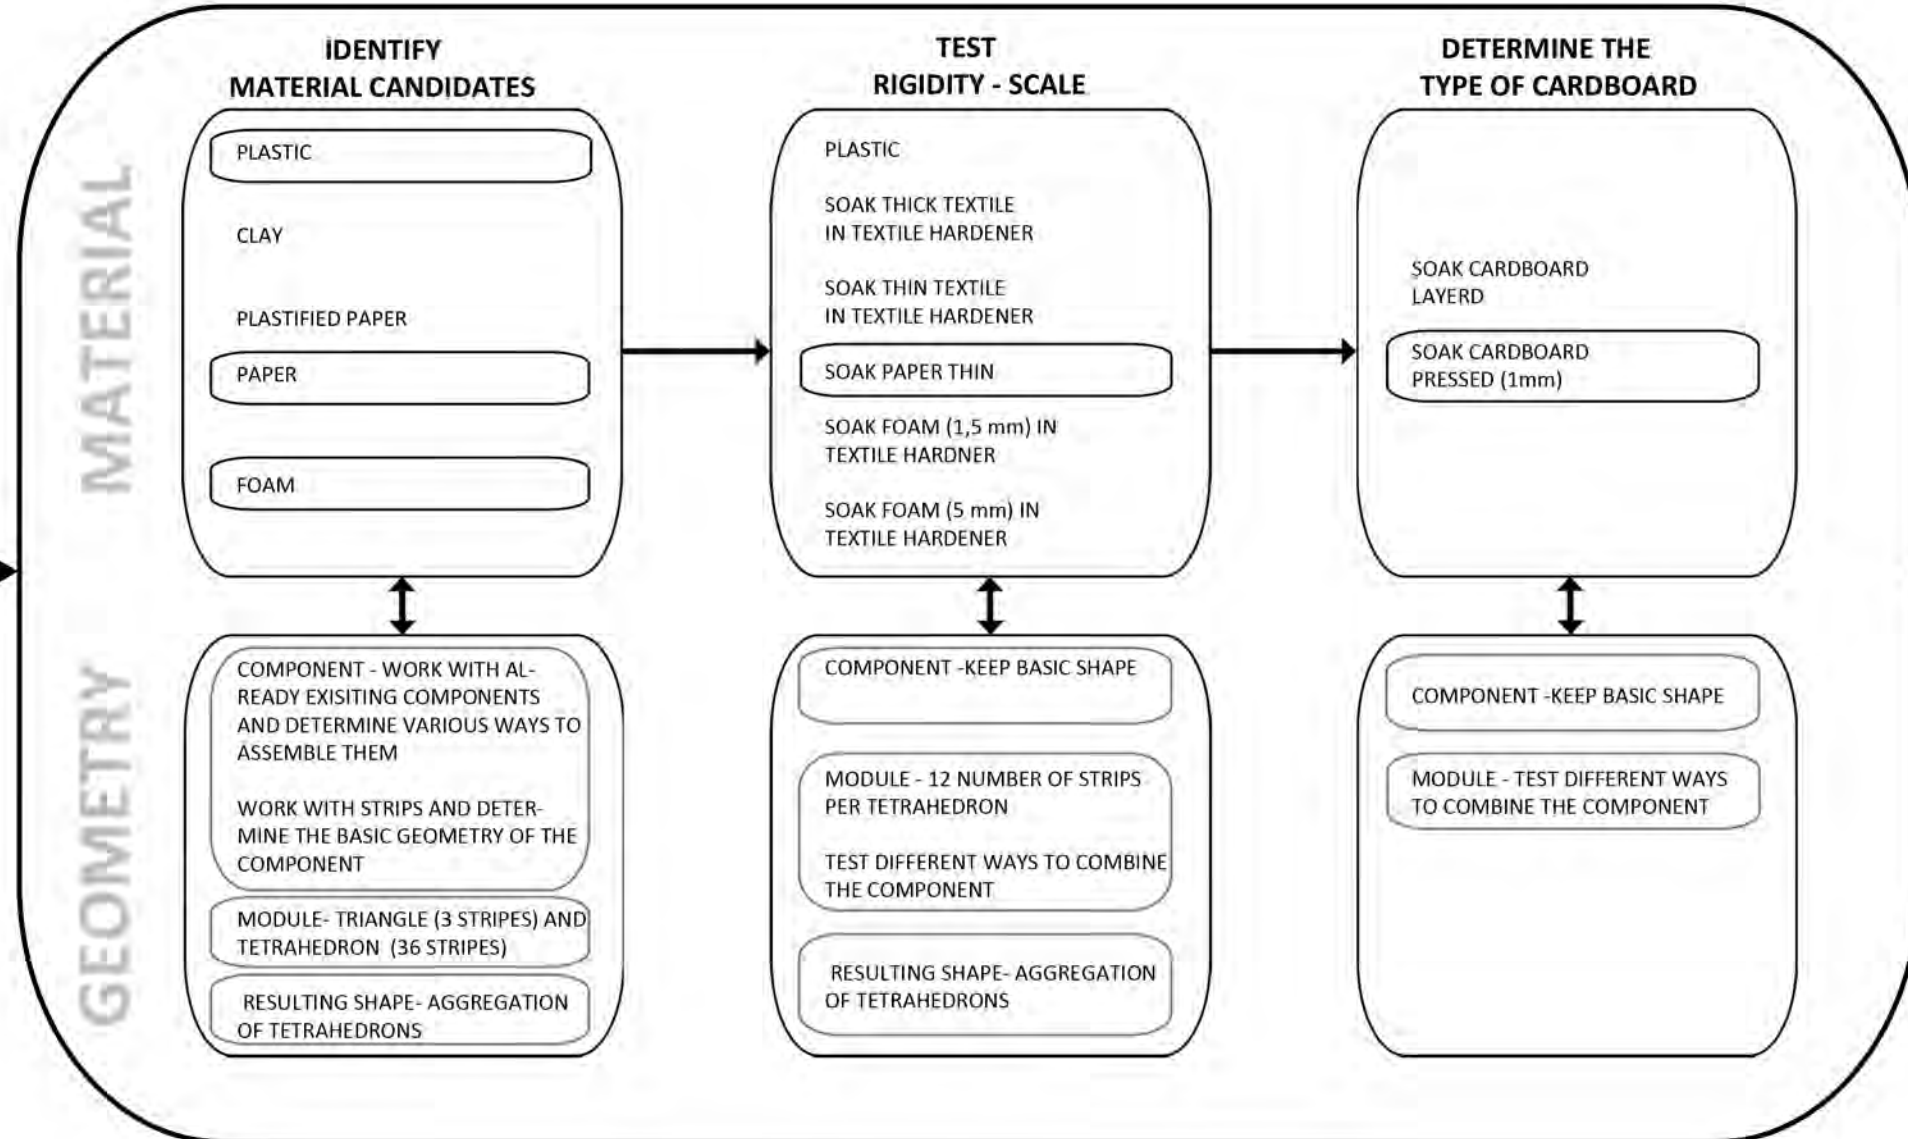 IDENTIFY
MATERIAL CANDIDATES
TEST
RIGIDITY - SCALE
DETERMINE THE
TYPE OF CARDBOARD
MATERIAL
PLASTIC
CLAY
PLASTIFIED PAPER
PAPER
FOAM
PLASTIC
SOAK THICK TEXTILE
IN TEXTILE HARDENER
SOAK THIN TEXTILE
IN TEXTILE HARDENER
SOAK PAPER THIN
SOAK FOAM (1,5 mm) IN
TEXTILE HARDNER
SOAK FOAM (5 mm) IN
TEXTILE HARDENER
SOAK CARDBOARD
LAYERD
SOAK CARDBOARD
PRESSED (1mm)
GEOMETRY
COMPONENT - WORK WITH AL-
READY EXISITING COMPONENTS
AND DETERMINE VARIOUS WAYS TO
ASSEMBLE THEM
WORK WITH STRIPS AND DETER-
MINE THE BASIC GEOMETRY OF THE
COMPONENT
MODULE- TRIANGLE (3 STRIPES) AND
TETRAHEDRON (36 STRIPES)
RESULTING SHAPE- AGGREGATION
OF TETRAHEDRONS
COMPONENT -KEEP BASIC SHAPE
MODULE - 12 NUMBER OF STRIPS
PER TETRAHEDRON
TEST DIFFERENT WAYS TO COMBINE
THE COMPONENT
RESULTING SHAPE- AGGREGATION
OF TETRAHEDRONS
COMPONENT -KEEP BASIC SHAPE
MODULE - TEST DIFFERENT WAYS
TO COMBINE THE COMPONENT